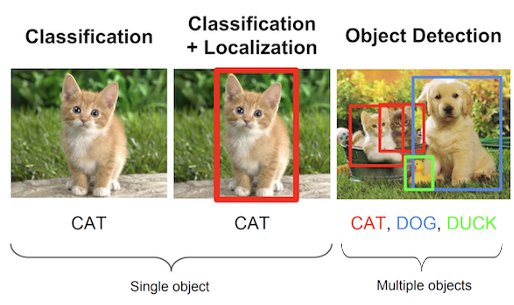 Classification
Classification
+ Localization
Object Detection
CAT
CAT
CAT, DOG, DUCK
Single object
Multiple objects